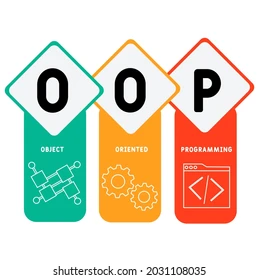 O O P
OBJECT ORIENTED PROGRAMMING
</>
shutterstock.com · 2031108035